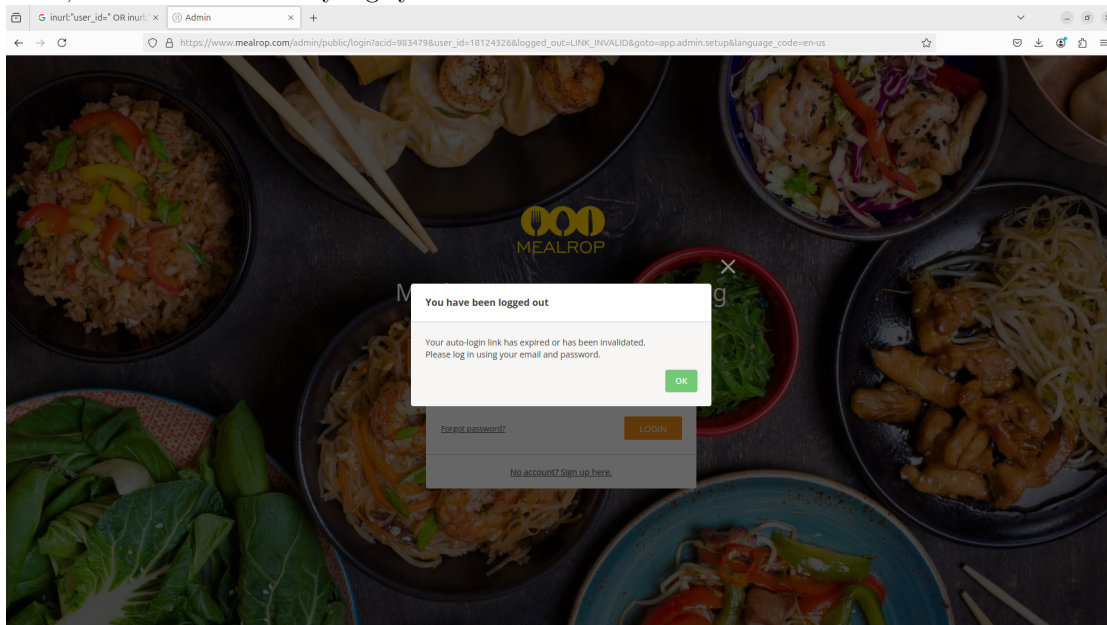 G inurl:"user_id=" OR inurl:
Admin
https://www.mealrop.com/admin/public/login?acid=983479&user_id=18124326&logged_out=LINK_INVALID&goto=app.admin.setup&language_code=en-us
MEALROP
M g
You have been logged out
Your auto-login link has expired or has been invalidated.
Please log in using your email and password.
OK
Forgot password?
LOGIN
No account? Sign up here.